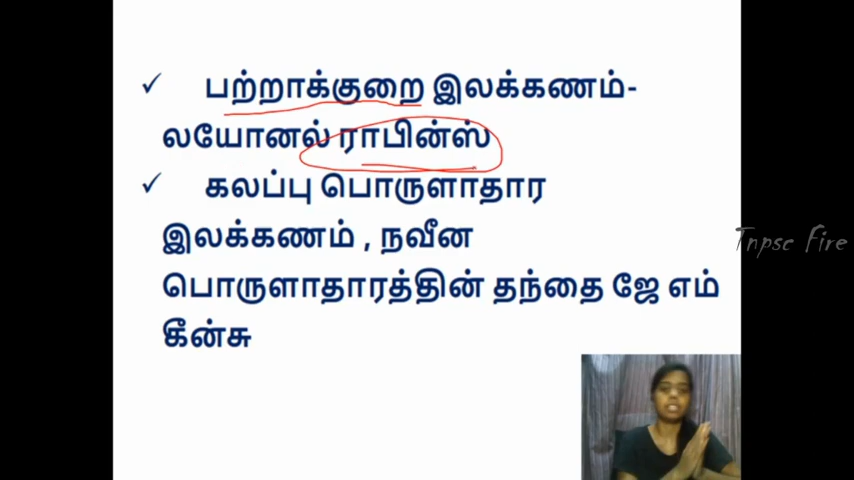 ✓ பற்றாக்குறை இலக்கணம்-
லயோனல் ராபின்ஸ்
✓ கலப்பு பொருளாதார
இலக்கணம் , நவீன
பொருளாதாரத்தின் தந்தை ஜே எம்
கீன்சு
Tnpsc Fire